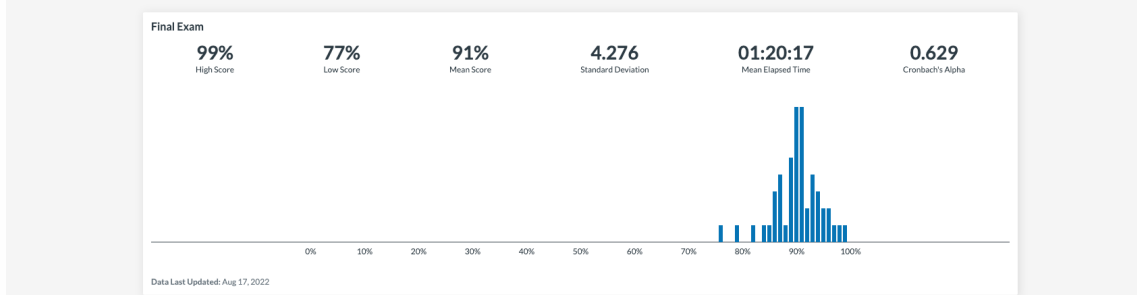 Final Exam
99% 77% 91% 4.276 01:20:17 0.629
High Score Low Score Mean Score Standard Deviation Mean Elapsed Time Cronbach's Alpha
0% 10% 20% 30% 40% 50% 60% 70% 80% 90% 100%
Data Last Updated: Aug 17, 2022